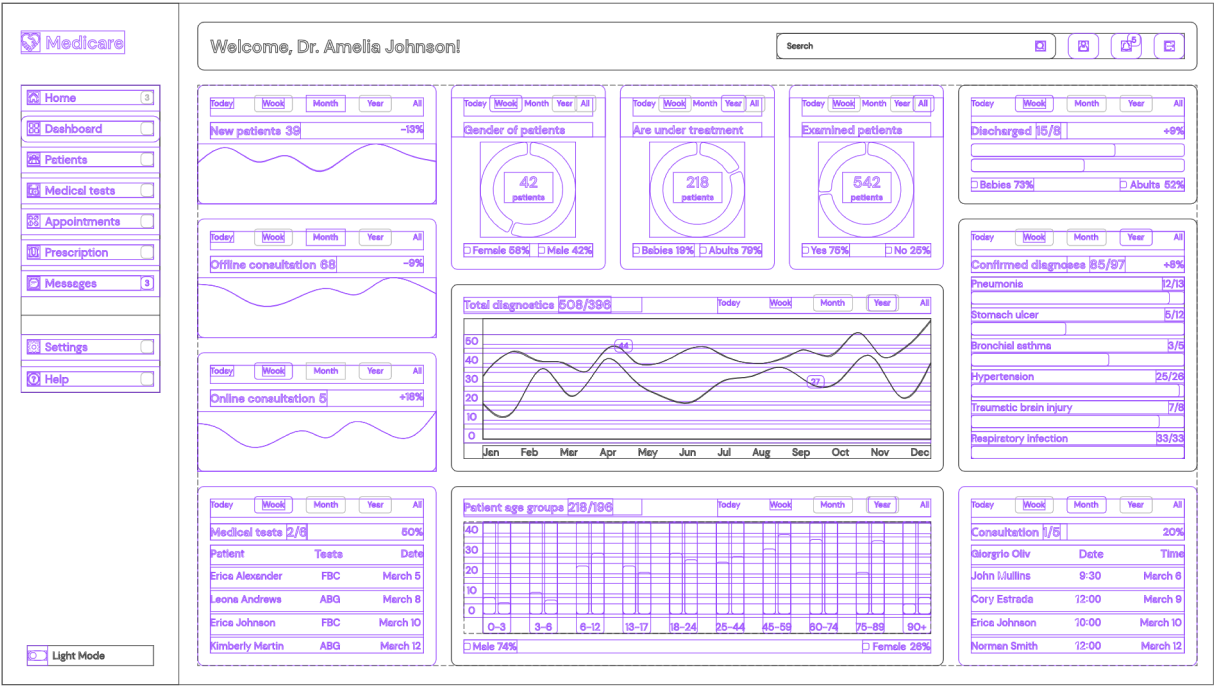 Medicare
Home 3
Dashboard
Patients
Medical tests
Appointments
Prescription
Messages 3
Settings
Help
Light Mode
Welcome, Dr. Amelia Johnson!
Search
5
Today Week Month Year All
New patients 39 -13%
Today Week Month Year All
Offline consultation 68 -9%
Today Week Month Year All
Online consultation 5 +18%
Today Week Month Year All
Gender of patients
42
patients
Female 58% Male 42%
Today Week Month Year All
Are under treatment
218
patients
Babies 19% Abults 79%
Today Week Month Year All
Examined patients
542
patients
Yes 75% No 25%
Today Week Month Year All
Discharged 15/8 +9%
Babies 73% Abults 52%
Total diagnostics 508/396 Today Week Month Year All
50
40
30
20
10
0
44
27
Jan Feb Mar Apr May Jun Jul Aug Sep Oct Nov Dec
Today Week Month Year All
Confirmed diagnoses 85/97 +8%
Pneumonia 12/13
Stomach ulcer 5/12
Bronchial asthma 3/5
Hypertension 25/26
Traumatic brain injury 7/8
Respiratory infection 33/33
Today Week Month Year All
Medical tests 2/6 50%
Patient Tests Date
Erica Alexander FBC March 5
Leona Andrews ABG March 8
Erica Johnson FBC March 10
Kimberly Martin ABG March 12
Patient age groups 218/196 Today Week Month Year All
40
30
20
10
0
0-3 3-6 6-12 13-17 18-24 25-44 45-59 60-74 75-89 90+
Male 74% Female 26%
Today Week Month Year All
Consultation 1/5 20%
Giorgrio Oliv Date Time
John Mullins 9:30 March 6
Cory Estrada 12:00 March 9
Erica Johnson 10:00 March 10
Norman Smith 12:00 March 12